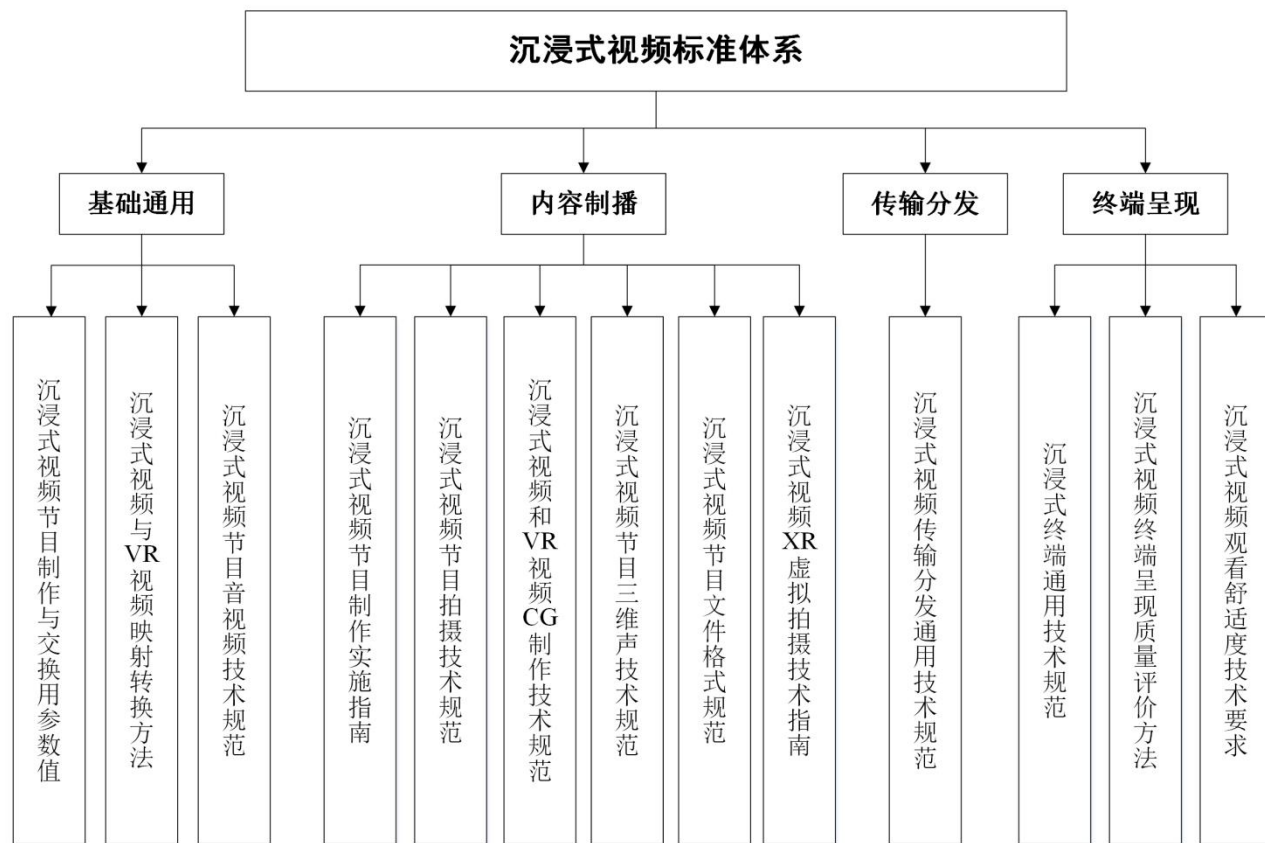 沉浸式视频标准体系
基础通用
内容制播
传输分发
终端呈现
沉浸式视频节目制作与交换用参数值
沉浸式视频与VR视频映射转换方法
沉浸式视频节目音视频技术规范
沉浸式视频节目制作实施指南
沉浸式视频节目拍摄技术规范
沉浸式视频和VR视频CG制作技术规范
沉浸式视频节目三维声技术规范
沉浸式视频节目文件格式规范
沉浸式视频XR虚拟拍摄技术指南
沉浸式视频传输分发通用技术规范
沉浸式终端通用技术规范
沉浸式视频终端呈现质量评价方法
沉浸式视频观看舒适度技术要求